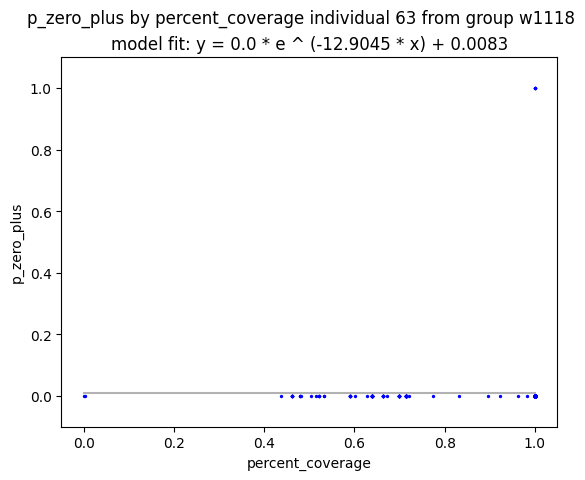 p_zero_plus by percent_coverage individual 63 from group w1118
model fit: y = 0.0 * e ^ (-12.9045 * x) + 0.0083
1.0
0.8
0.6
0.4
0.2
0.0
p_zero_plus
0.0 0.2 0.4 0.6 0.8 1.0
percent_coverage